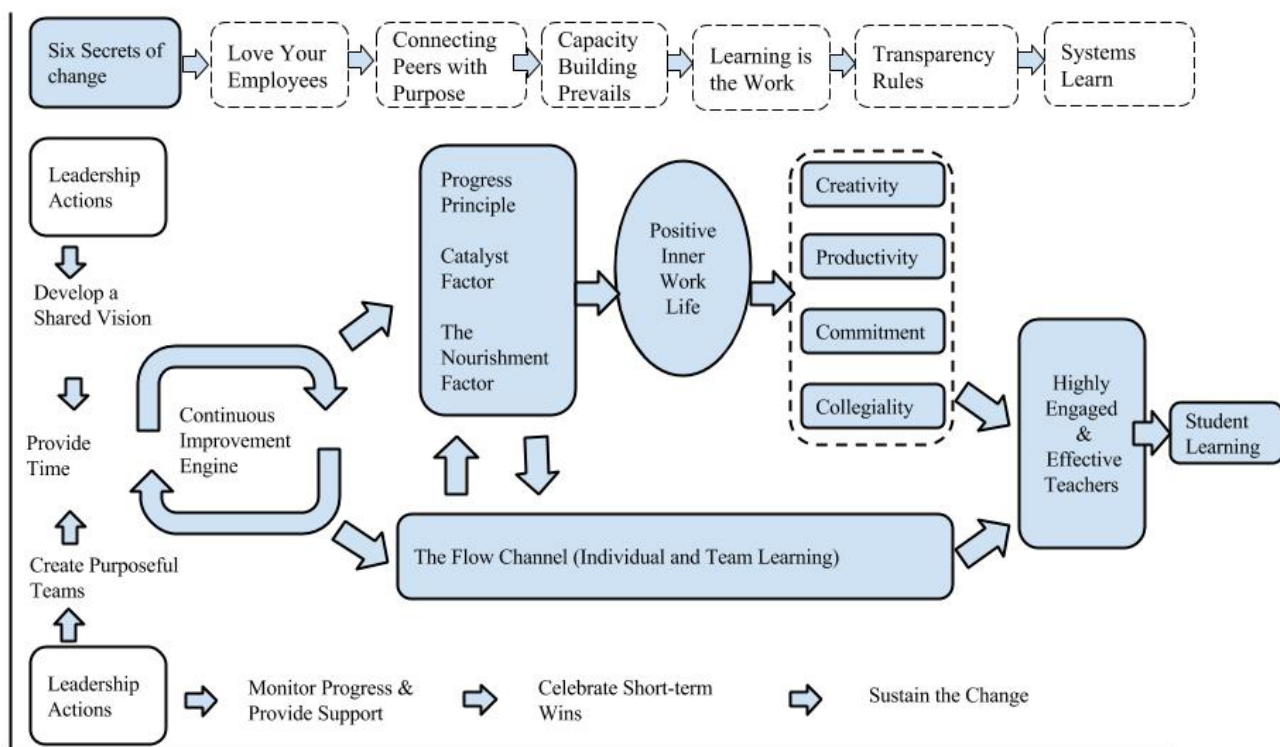 Six Secrets of
change
Love Your
Employees
Connecting
Peers with
Purpose
Capacity
Building
Prevails
Learning is
the Work
Transparency
Rules
Systems
Learn
Leadership
Actions
Develop a
Shared Vision
Provide
Time
Create Purposeful
Teams
Leadership
Actions
Continuous
Improvement
Engine
Progress
Principle
Catalyst
Factor
The
Nourishment
Factor
Positive
Inner
Work
Life
Creativity
Productivity
Commitment
Collegiality
The Flow Channel (Individual and Team Learning)
Highly
Engaged
&
Effective
Teachers
Student
Learning
Monitor Progress &
Provide Support
Celebrate Short-term
Wins
Sustain the Change